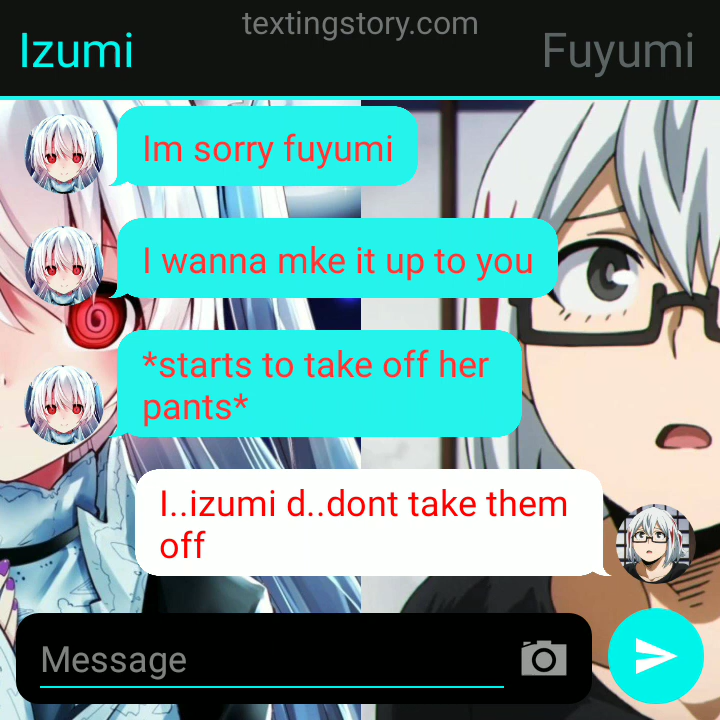 textingstory.com
Izumi
Fuyumi
Im sorry fuyumi
I wanna mke it up to you
*starts to take off her
pants*
I..izumi d..dont take them
off
Message